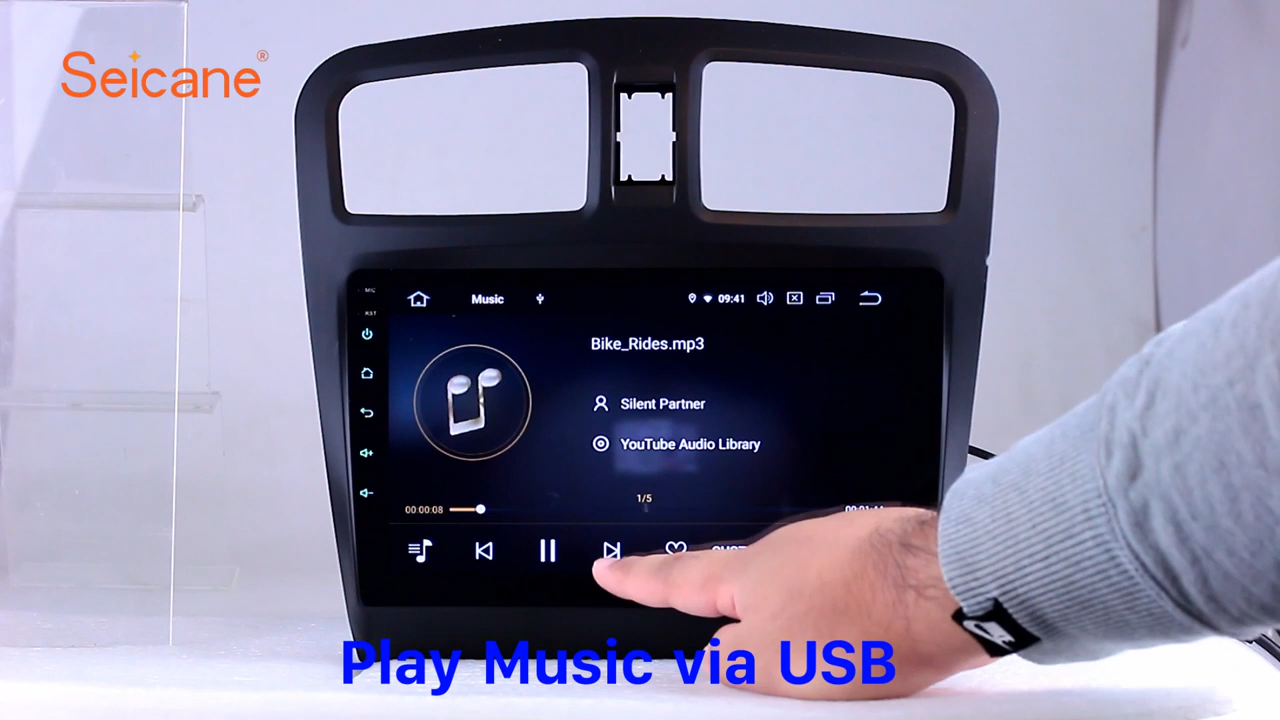 Seicane®
MIC
RST
Music
09:41
Bike_Rides.mp3
Silent Partner
YouTube Audio Library
1/5
00:00:08
Play Music via USB